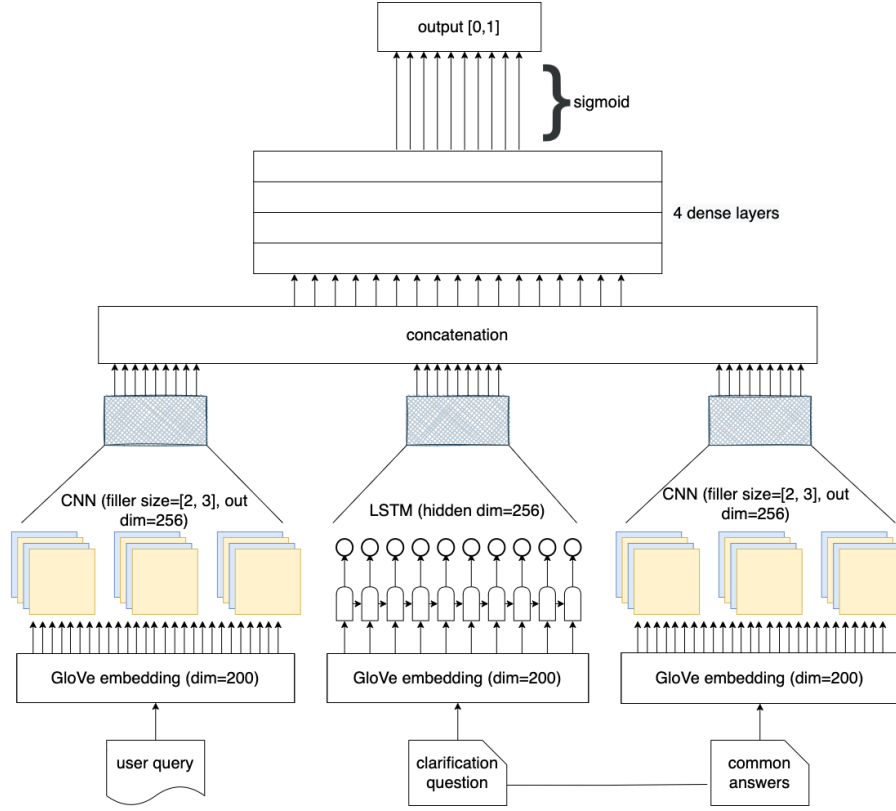 output [0,1]
sigmoid
4 dense layers
concatenation
CNN (filler size=[2, 3], out
dim=256)
LSTM (hidden dim=256)
CNN (filler size=[2, 3], out
dim=256)
GloVe embedding (dim=200)
GloVe embedding (dim=200)
GloVe embedding (dim=200)
user query
clarification
question
common
answers